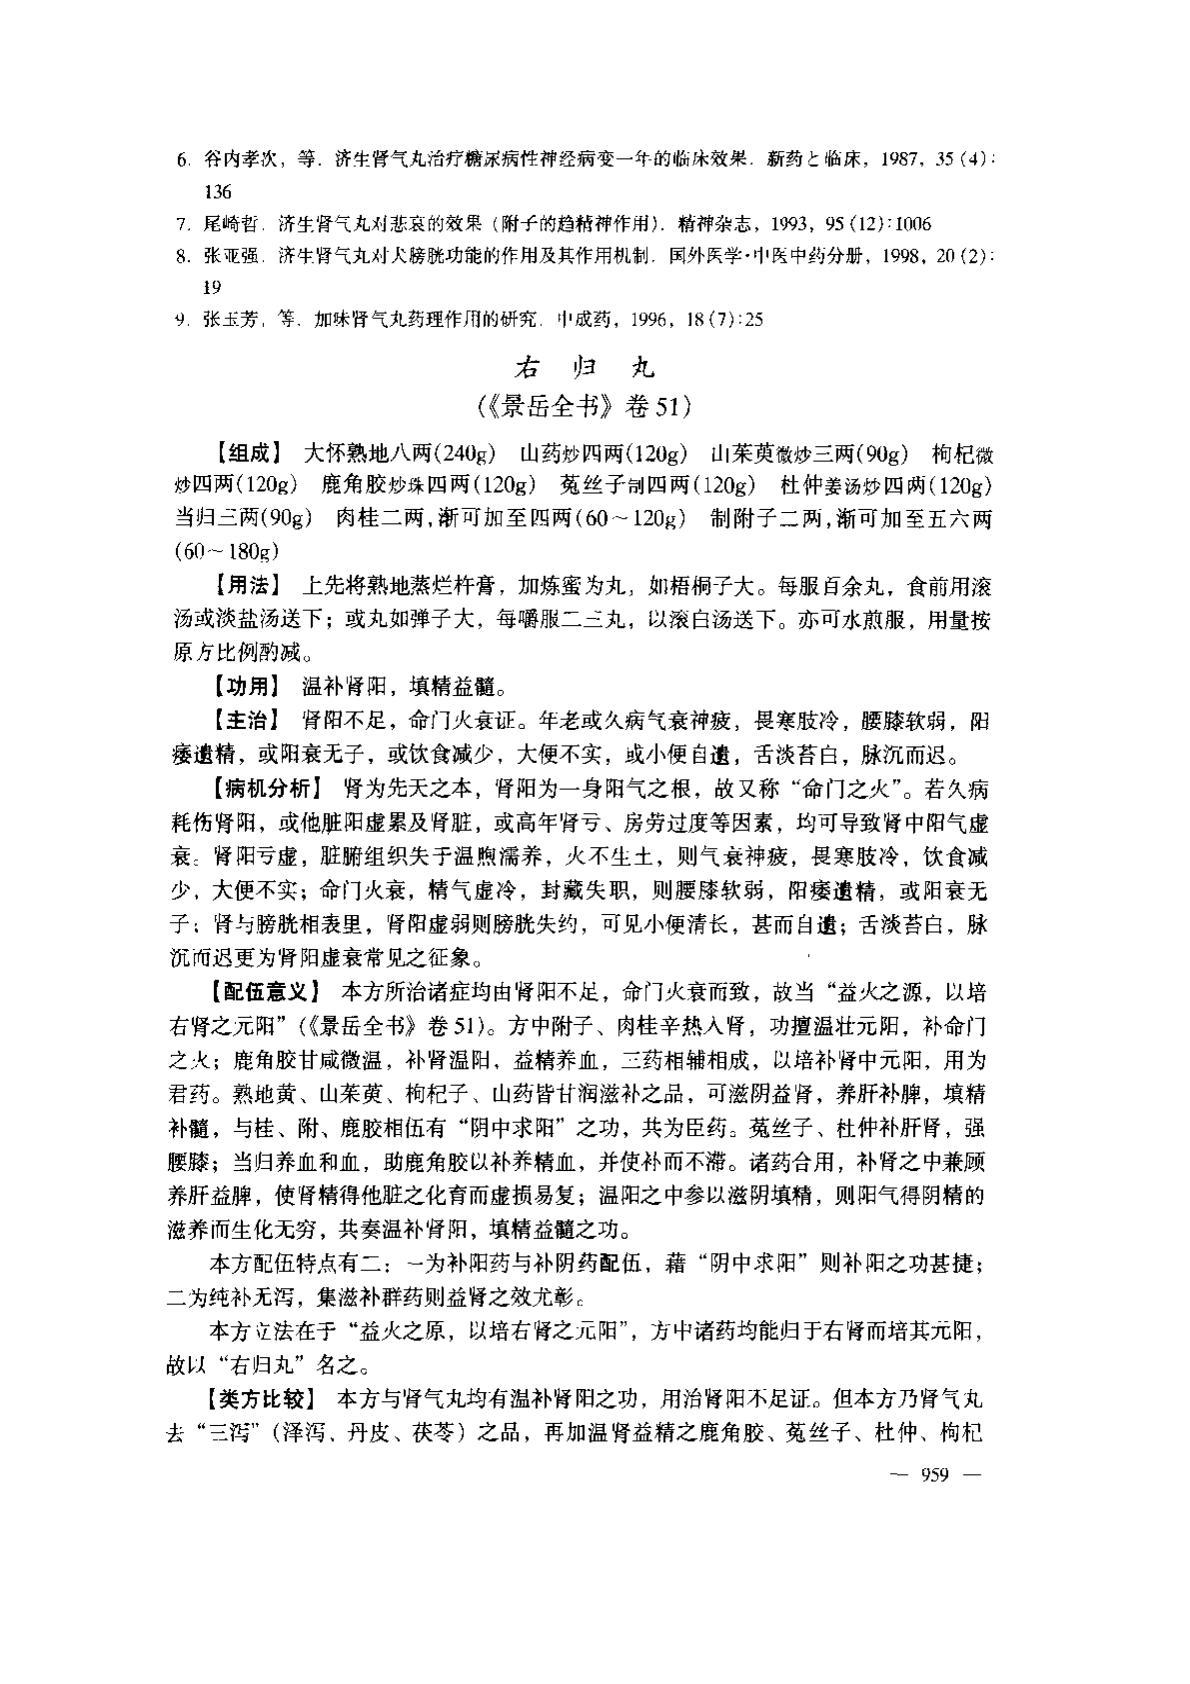 6. 谷内孝次，等. 济生肾气丸治疗糖尿病性神经病变一年的临床效果. 新药と临床，1987，35（4）：
136
7. 尾崎哲. 济生肾气丸对悲哀的效果（附子的趋精神作用）. 精神杂志，1993，95（12）：1006
8. 张亚强. 济生肾气丸对犬膀胱功能的作用及其作用机制. 国外医学·中医中药分册，1998，20（2）：
19
9. 张玉芳，等. 加味肾气丸药理作用的研究. 中成药，1996，18（7）：25
右 归 丸
（《景岳全书》卷51）
【组成】 大怀熟地八两(240g) 山药炒四两(120g) 山茱萸微炒三两(90g) 枸杞微
炒四两(120g) 鹿角胶炒珠四两(120g) 菟丝子制四两(120g) 杜仲姜汤炒四两(120g)
当归三两(90g) 肉桂二两，渐可加至四两(60～120g) 制附子二两，渐可加至五六两
(60～180g)
【用法】 上先将熟地蒸烂杵膏，加炼蜜为丸，如梧桐子大。每服百余丸，食前用滚
汤或淡盐汤送下；或丸如弹子大，每嚼服二三丸，以滚白汤送下。亦可水煎服，用量按
原方比例酌减。
【功用】 温补肾阳，填精益髓。
【主治】 肾阳不足，命门火衰证。年老或久病气衰神疲，畏寒肢冷，腰膝软弱，阳
痿遗精，或阳衰无子，或饮食减少，大便不实，或小便自遗，舌淡苔白，脉沉而迟。
【病机分析】 肾为先天之本，肾阳为一身阳气之根，故又称“命门之火”。若久病
耗伤肾阳，或他脏阳虚累及肾脏，或高年肾亏、房劳过度等因素，均可导致肾中阳气虚
衰。肾阳亏虚，脏腑组织失于温煦濡养，火不生土，则气衰神疲，畏寒肢冷，饮食减
少，大便不实；命门火衰，精气虚冷，封藏失职，则腰膝软弱，阳痿遗精，或阳衰无
子；肾与膀胱相表里，肾阳虚弱则膀胱失约，可见小便清长，甚而自遗；舌淡苔白，脉
沉而迟更为肾阳虚衰常见之征象。
【配伍意义】 本方所治诸症均由肾阳不足，命门火衰而致，故当“益火之源，以培
右肾之元阳”（《景岳全书》卷51）。方中附子、肉桂辛热入肾，功擅温壮元阳，补命门
之火；鹿角胶甘咸微温，补肾温阳，益精养血，三药相辅相成，以培补肾中元阳，用为
君药。熟地黄、山茱萸、枸杞子、山药皆甘润滋补之品，可滋阴益肾，养肝补脾，填精
补髓，与桂、附、鹿胶相伍有“阴中求阳”之功，共为臣药。菟丝子、杜仲补肝肾，强
腰膝；当归养血和血，助鹿角胶以补养精血，并使补而不滞。诸药合用，补肾之中兼顾
养肝益脾，使肾精得他脏之化育而虚损易复；温阳之中参以滋阴填精，则阳气得阴精的
滋养而生化无穷，共奏温补肾阳，填精益髓之功。
本方配伍特点有二：一为补阳药与补阴药配伍，藉“阴中求阳”则补阳之功甚捷；
二为纯补无泻，集滋补群药则益肾之效尤彰。
本方立法在于“益火之原，以培右肾之元阳”，方中诸药均能归于右肾而培其元阳，
故以“右归丸”名之。
【类方比较】 本方与肾气丸均有温补肾阳之功，用治肾阳不足证。但本方乃肾气丸
去“三泻”（泽泻、丹皮、茯苓）之品，再加温肾益精之鹿角胶、菟丝子、杜仲、枸杞
— 959 —